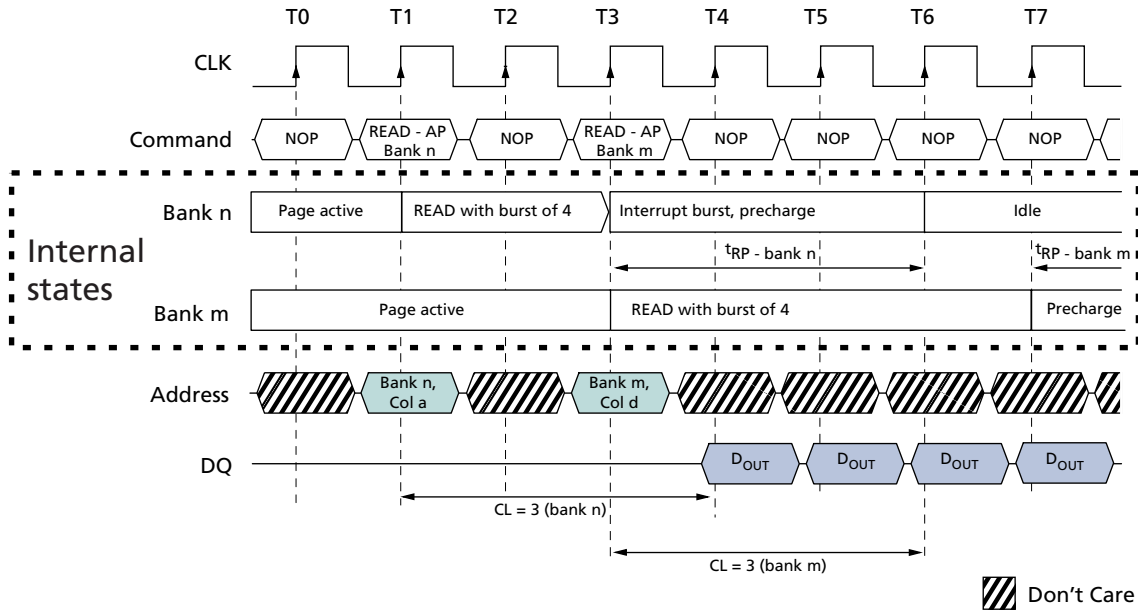 T0 T1 T2 T3 T4 T5 T6 T7
CLK
Command NOP READ - AP NOP READ - AP NOP NOP NOP NOP
Bank n Bank m
Bank n Page active READ with burst of 4 Interrupt burst, precharge Idle
Internal
states
tRP - bank n tRP - bank m
Bank m Page active READ with burst of 4 Precharge
Address Bank n, Bank m,
Col a Col d
DQ DOUT DOUT DOUT DOUT
CL = 3 (bank n)
CL = 3 (bank m)
Don't Care